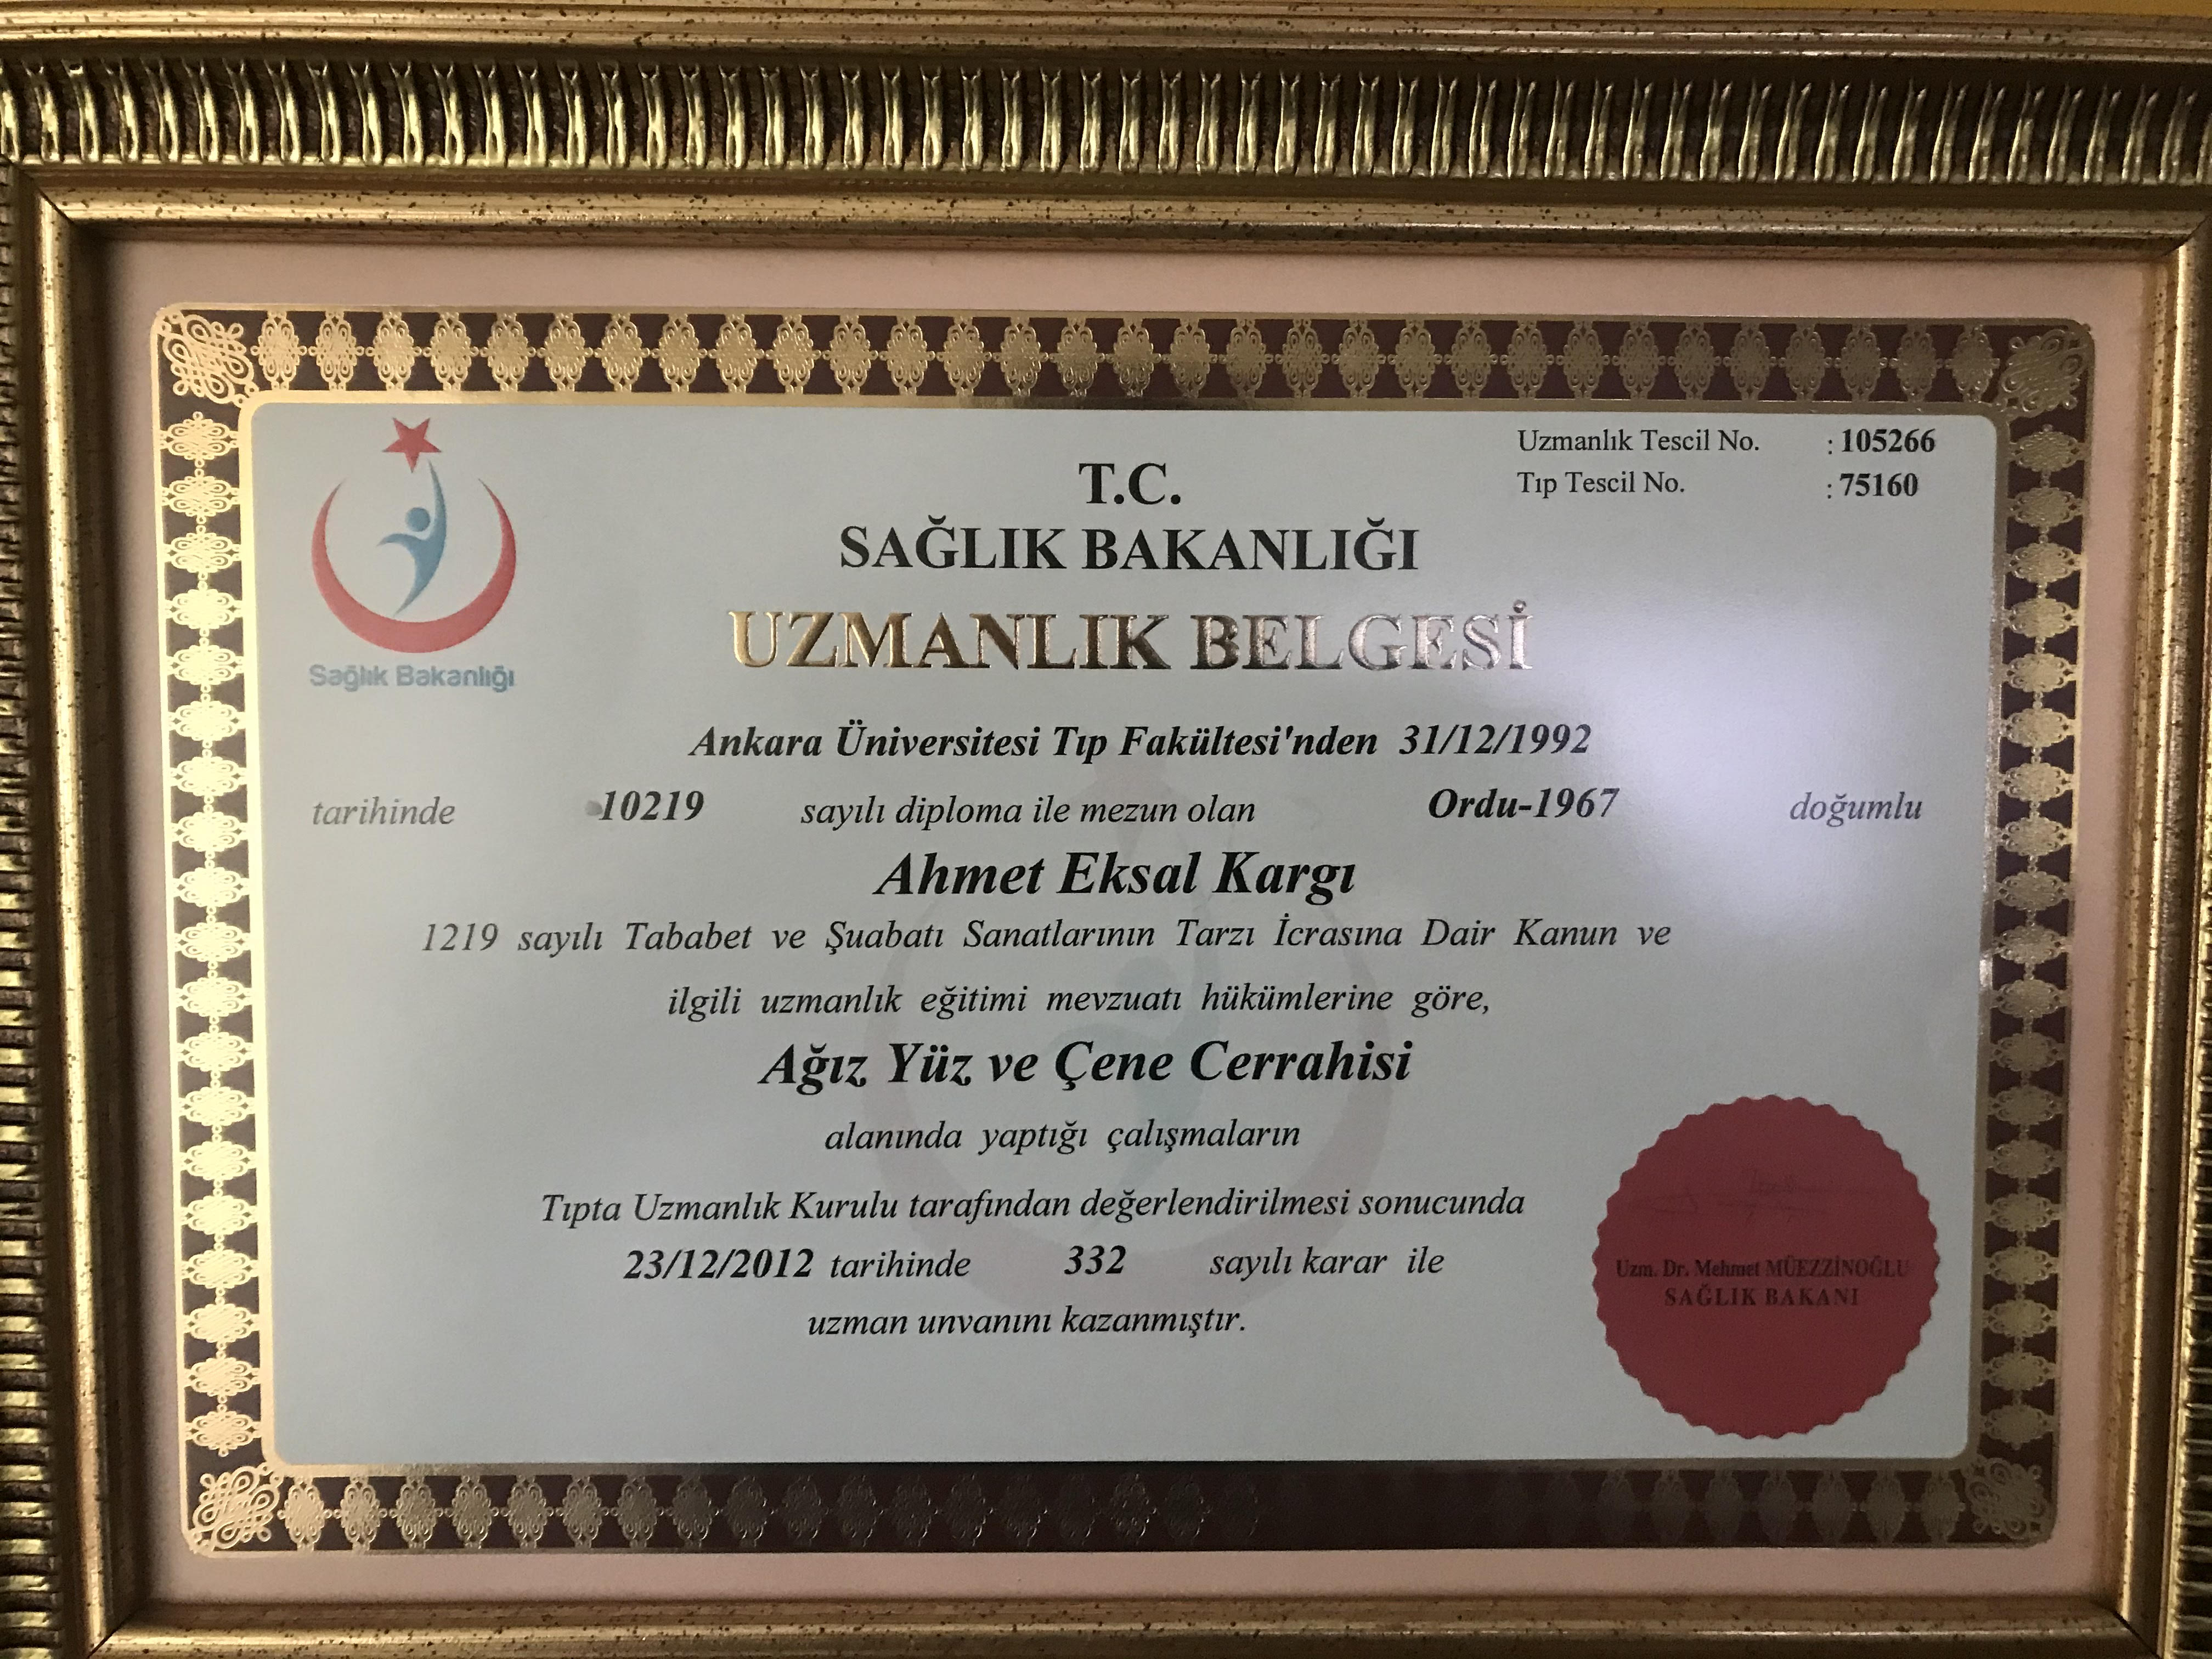 Uzmanlık Tescil No. : 105266
Tıp Tescil No. : 75160
Sağlık Bakanlığı
T.C.
SAĞLIK BAKANLIĞI
UZMANLIK BELGESİ
Ankara Üniversitesi Tıp Fakültesi'nden 31/12/1992
tarihinde 10219 sayılı diploma ile mezun olan Ordu-1967 doğumlu
Ahmet Eksal Kargı
1219 sayılı Tababet ve Şuabatı Sanatlarının Tarzı İcrasına Dair Kanun ve
ilgili uzmanlık eğitimi mevzuatı hükümlerine göre,
Ağız Yüz ve Çene Cerrahisi
alanında yaptığı çalışmaların
Tıpta Uzmanlık Kurulu tarafından değerlendirilmesi sonucunda
23/12/2012 tarihinde 332 sayılı karar ile
uzman unvanını kazanmıştır.
Uzm. Dr. Mehmet MÜEZZİNOĞLU
SAĞLIK BAKANI